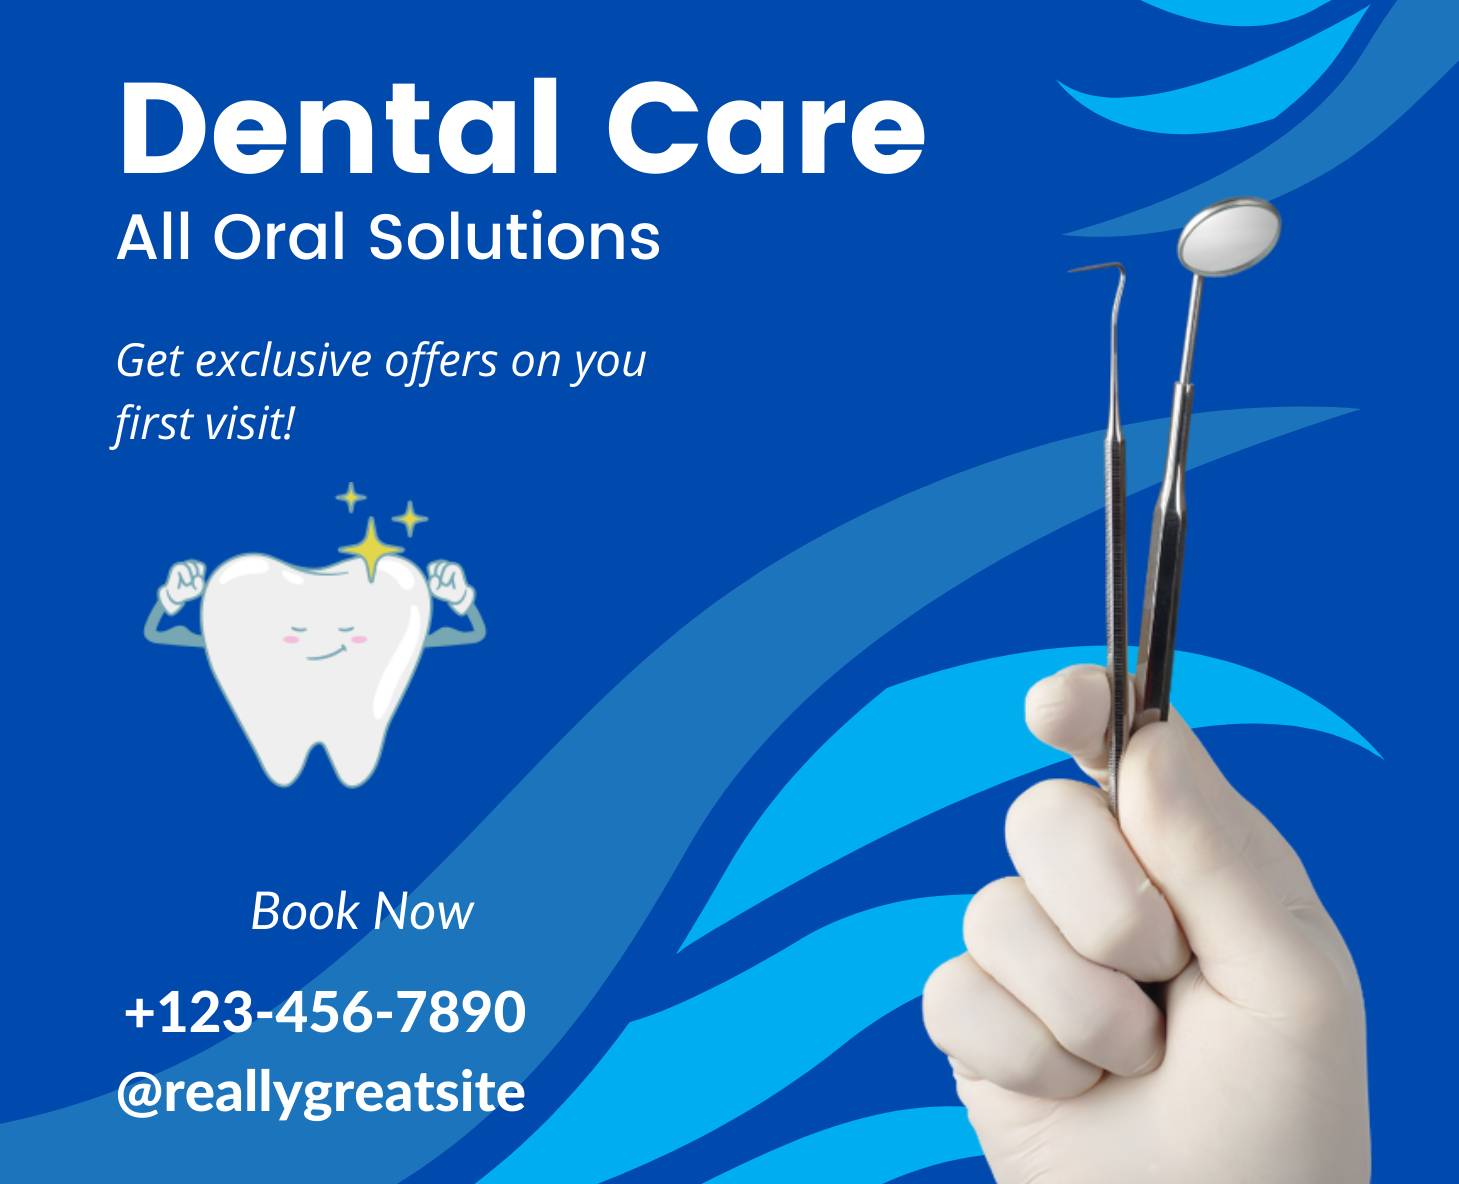 Dental Care
All Oral Solutions
Get exclusive offers on you
first visit!
Book Now
+123-456-7890
@reallygreatsite